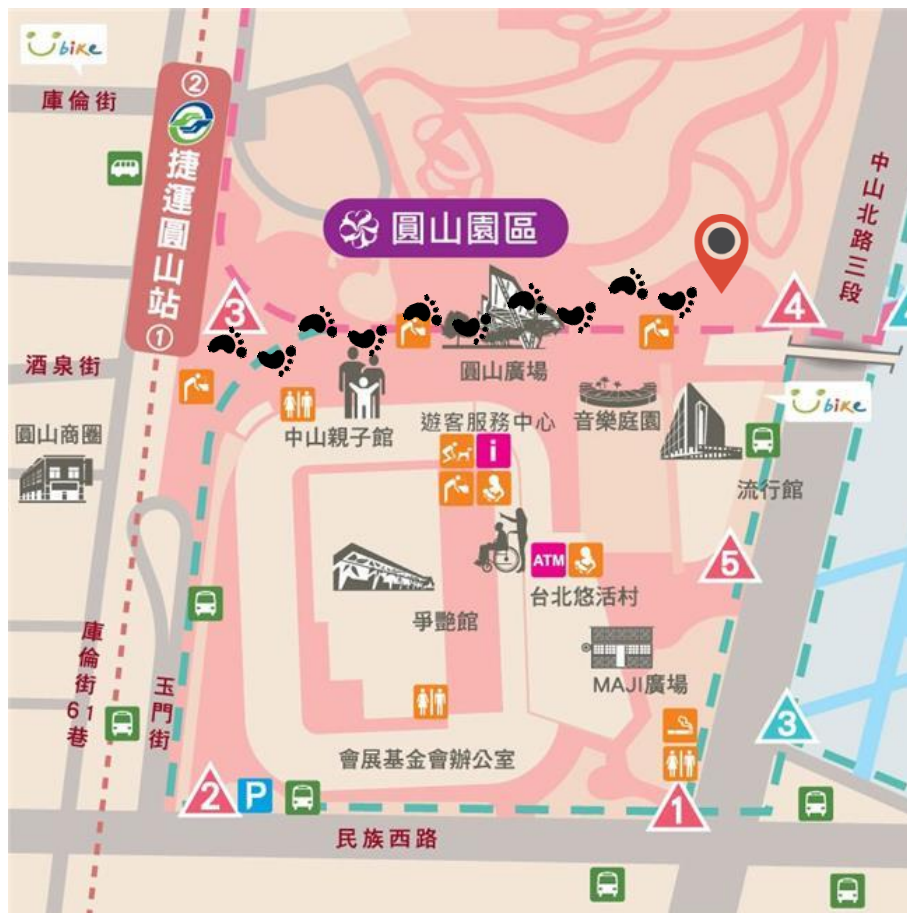 Ubike
庫倫街
②
捷運圓山站
①
中山北路三段
圓山園區
3
4
酒泉街
圓山廣場
圓山商圈
中山親子館
遊客服務中心
音樂庭園
Ubike
i
流行館
ATM
5
台北悠活村
爭艷館
MAJI廣場
庫倫街61巷
玉門街
3
會展基金會辦公室
2
P
1
民族西路